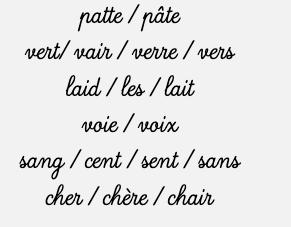 patte / pâte
vert/ vair / verre / vers
laid / les / lait
voie / voix
sang / cent / sent / sans
cher / chère / chair